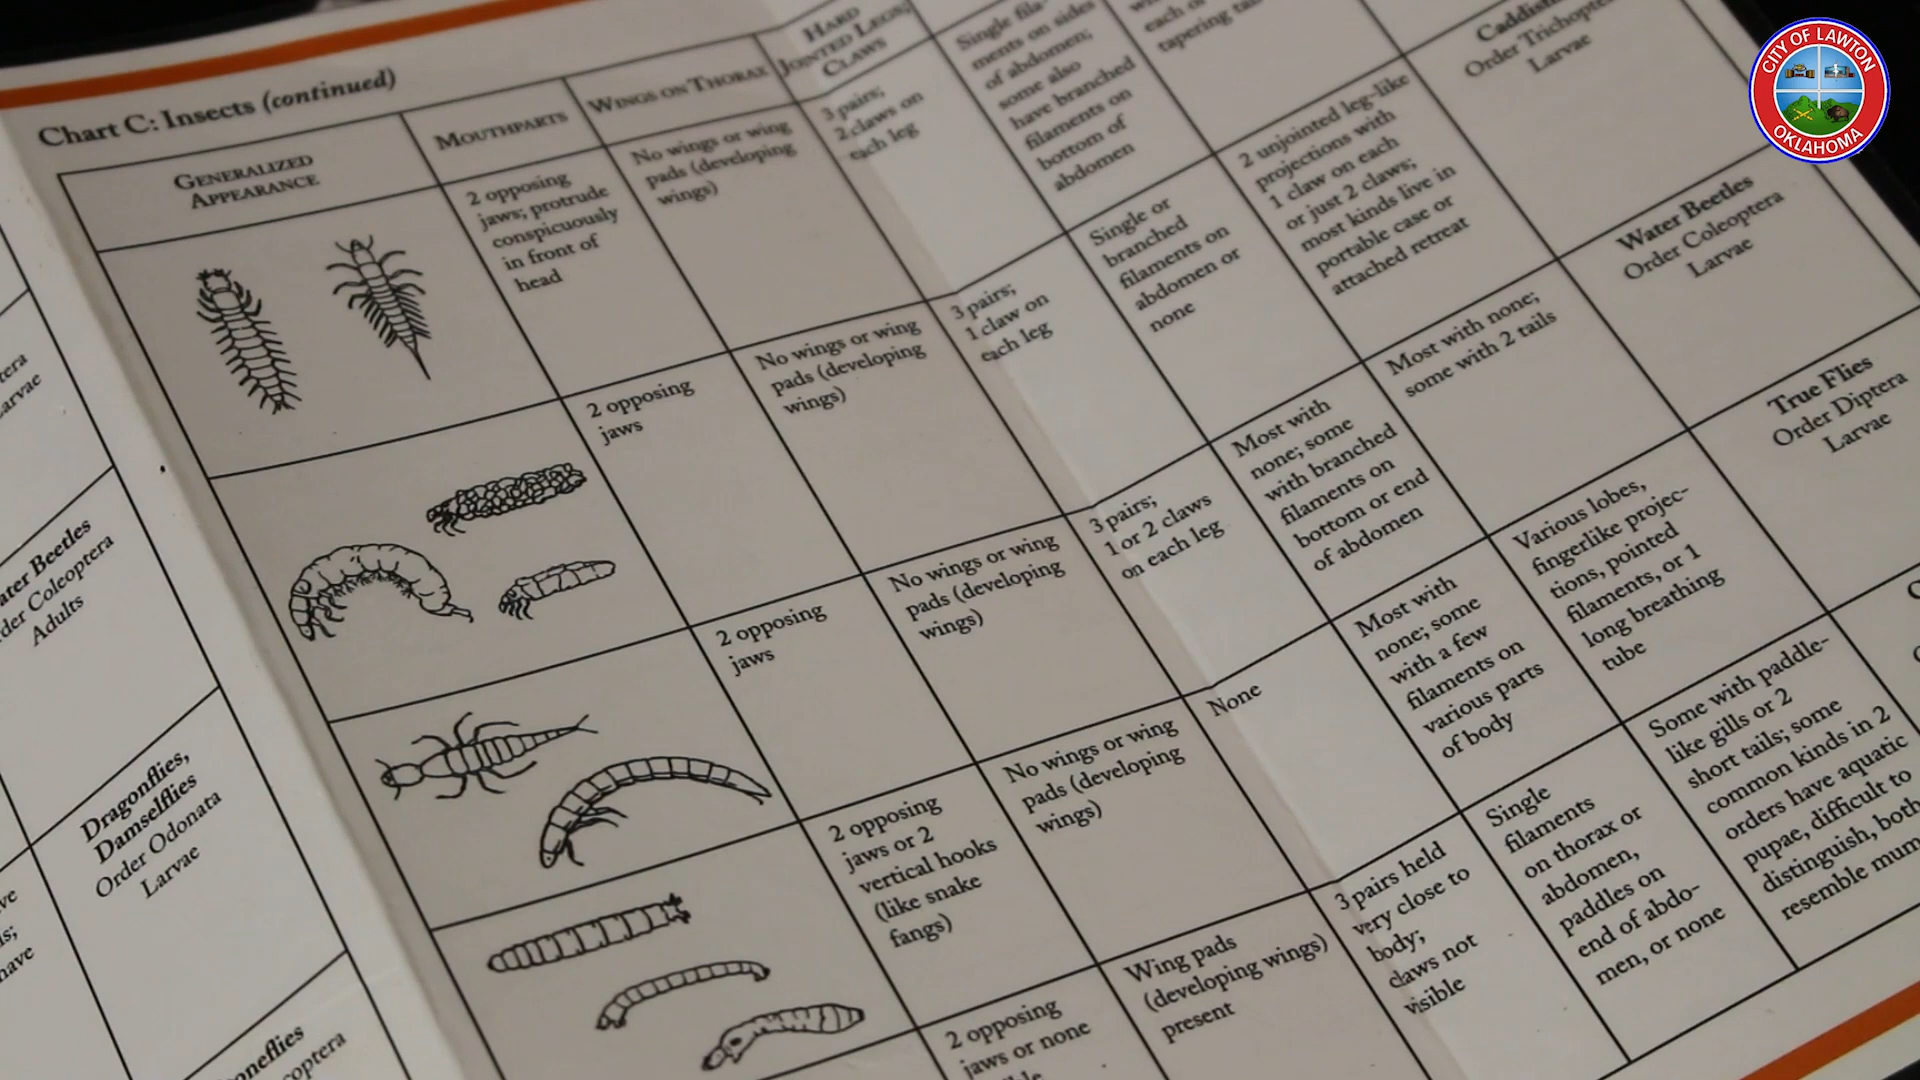 Chart C: Insects (continued)
GENERALIZED
APPEARANCE
MOUTHPARTS
WINGS ON THORAX
HARD
JOINTED LEGS;
CLAWS
2 opposing
jaws; protrude
conspicuously
in front of
head
No wings or wing
pads (developing
wings)
3 pairs;
2 claws on
each leg
Single fila-
ments on sides
of abdomen;
some also
have branched
filaments on
bottom of
abdomen
each or
tapering
2 opposing
jaws
No wings or wing
pads (developing
wings)
3 pairs;
1 claw on
each leg
Single or
branched
filaments on
abdomen or
none
2 unjointed leg-like
projections with
1 claw on each
or just 2 claws;
most kinds live in
portable case or
attached retreat
Order
Larvae
2 opposing
jaws
No wings or wing
pads (developing
wings)
3 pairs;
1 or 2 claws
on each leg
Most with
none; some
with branched
filaments on
bottom or end
of abdomen
Most with none;
some with 2 tails
Water Beetles
Order Coleoptera
Larvae
2 opposing
jaws or 2
vertical hooks
(like snake
fangs)
No wings or wing
pads (developing
wings)
None
Most with
none; some
with a few
filaments on
various parts
of body
Various lobes,
fingerlike projec-
tions, pointed
filaments, or 1
long breathing
tube
True Flies
Order Diptera
Larvae
2 opposing
jaws or none
Wing pads
(developing wings)
present
3 pairs held
very close to
body;
claws not
visible
Single
filaments
on thorax or
abdomen,
paddles on
end of abdo-
men, or none
Some with paddle-
like gills or 2
short tails; some
common kinds in 2
orders have aquatic
pupae, difficult to
distinguish, both
resemble
Beetles
Coleoptera
Adults
Dragonflies,
Damselflies
Order Odonata
Larvae
have
CITY OF LAWTON
OKLAHOMA